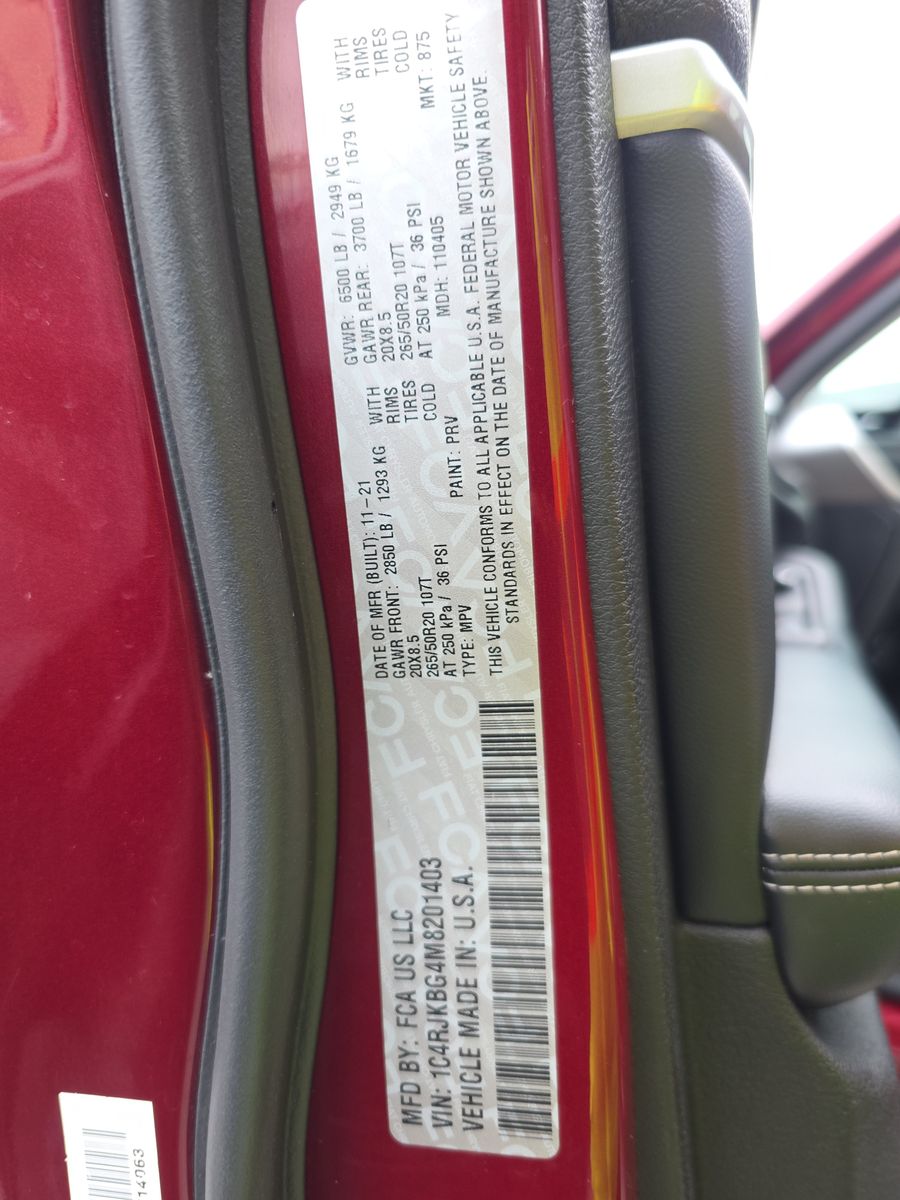 MFD BY: FCA US LLC
VIN: 1C4RJKBG4M8201403
VEHICLE MADE IN: U.S.A.
DATE OF MFR (BUILT): 11-21 GVWR: 6500 LB / 2949 KG
GAWR FRONT: 2850 LB / 1293 KG WITH GAWR REAR: 3700 LB / 1679 KG WITH
20X8.5 RIMS 20X8.5 RIMS
265/50R20 107T TIRES 265/50R20 107T TIRES
AT 250 kPa / 36 PSI COLD AT 250 kPa / 36 PSI COLD
TYPE: MPV PAINT: PRV MDH: 110405 MKT: 875
THIS VEHICLE CONFORMS TO ALL APPLICABLE U.S.A. FEDERAL MOTOR VEHICLE SAFETY
STANDARDS IN EFFECT ON THE DATE OF MANUFACTURE SHOWN ABOVE.
14063